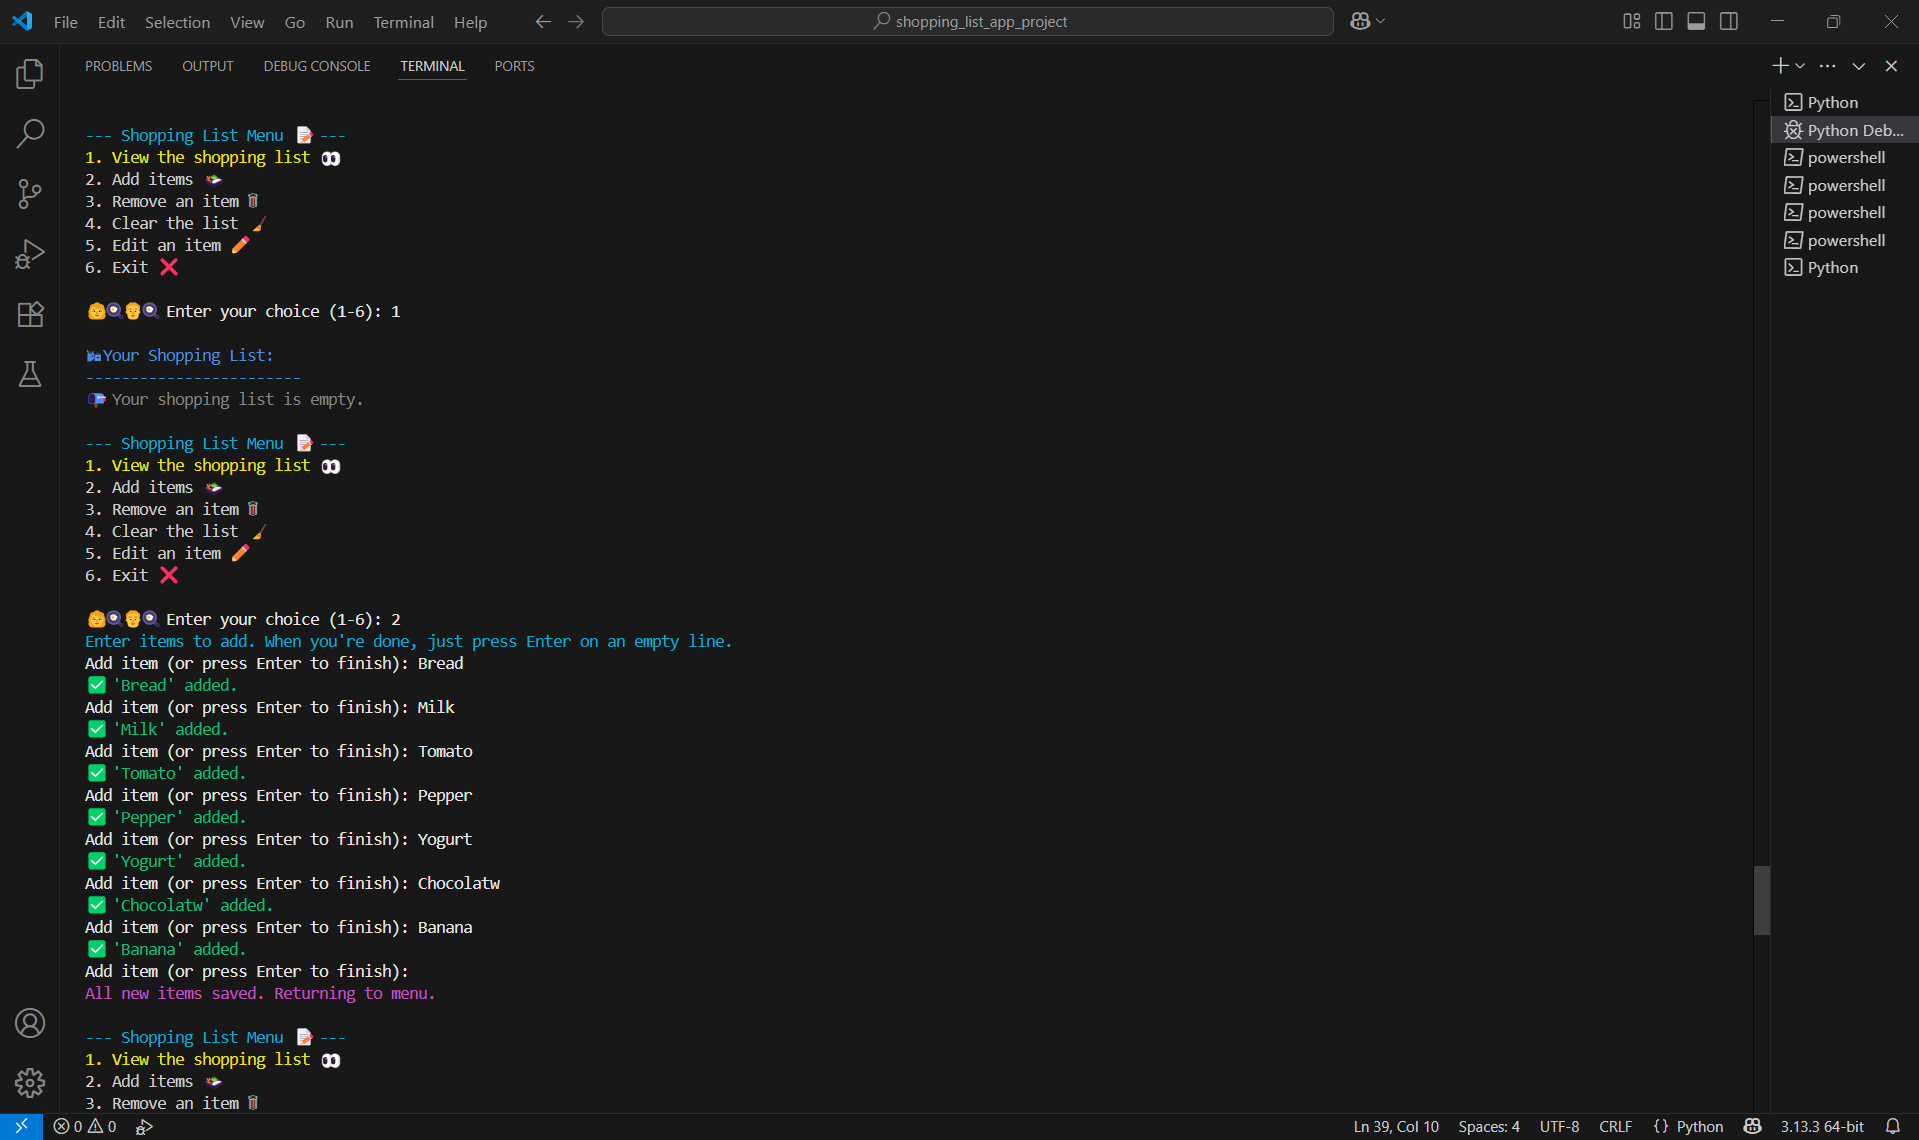 File Edit Selection View Go Run Terminal Help shopping_list_app_project
PROBLEMS OUTPUT DEBUG CONSOLE TERMINAL PORTS
--- Shopping List Menu 📝 ---
1. View the shopping list 👀
2. Add items
3. Remove an item 🗑
4. Clear the list 🖌
5. Edit an item ✏️
6. Exit ❌
Enter your choice (1-6): 1
Your Shopping List:
------------------------
📭 Your shopping list is empty.
--- Shopping List Menu 📝 ---
1. View the shopping list 👀
2. Add items
3. Remove an item 🗑
4. Clear the list 🖌
5. Edit an item ✏️
6. Exit ❌
Enter your choice (1-6): 2
Enter items to add. When you're done, just press Enter on an empty line.
Add item (or press Enter to finish): Bread
✅ 'Bread' added.
Add item (or press Enter to finish): Milk
✅ 'Milk' added.
Add item (or press Enter to finish): Tomato
✅ 'Tomato' added.
Add item (or press Enter to finish): Pepper
✅ 'Pepper' added.
Add item (or press Enter to finish): Yogurt
✅ 'Yogurt' added.
Add item (or press Enter to finish): Chocolatw
✅ 'Chocolatw' added.
Add item (or press Enter to finish): Banana
✅ 'Banana' added.
Add item (or press Enter to finish):
All new items saved. Returning to menu.
--- Shopping List Menu 📝 ---
1. View the shopping list 👀
2. Add items
3. Remove an item 🗑
Python
Python Deb...
powershell
powershell
powershell
powershell
Python
0 0 Ln 39, Col 10 Spaces: 4 UTF-8 CRLF {} Python 3.13.3 64-bit